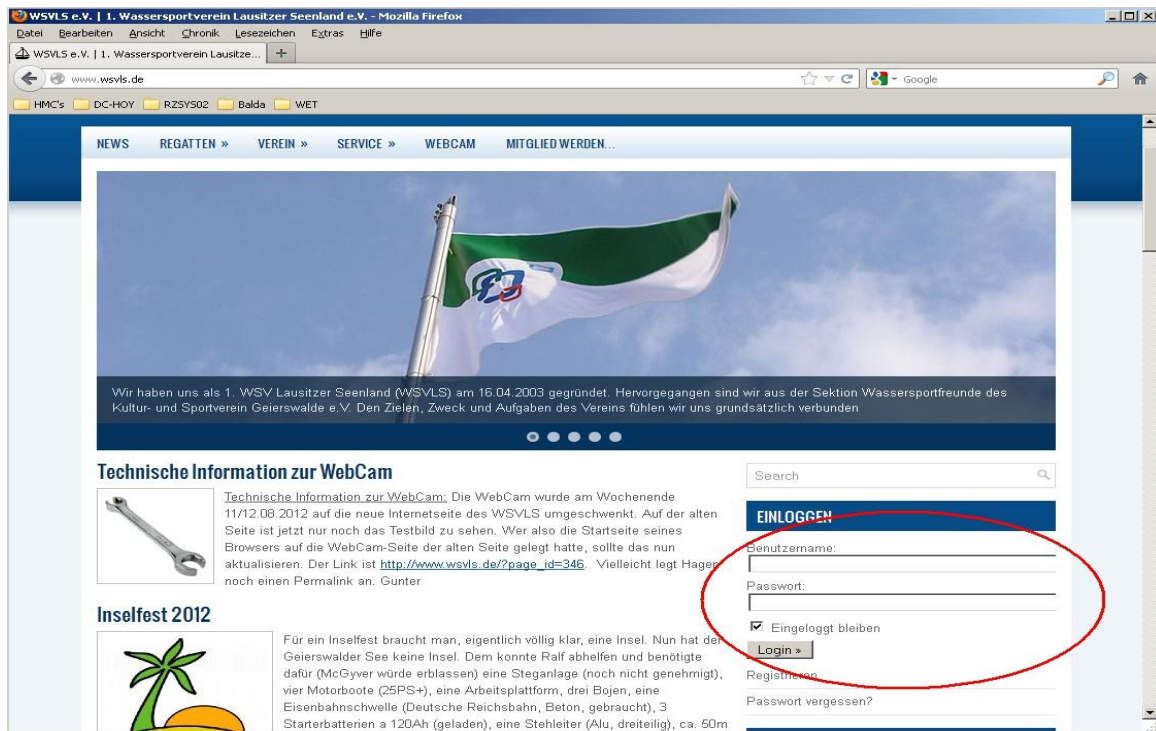 WSVLS e.V. | 1. Wassersportverein Lausitzer Seenland e.V. - Mozilla Firefox
Datei Bearbeiten Ansicht Chronik Lesezeichen Extras Hilfe
WSVLS e.V. | 1. Wassersportverein Lausitze...
www.wsvls.de
Google
HMC's DC-HOY RZSYS02 Balda WET
NEWS REGATTEN » VEREIN » SERVICE » WEBCAM MITGLIED WERDEN...
Wir haben uns als 1. WSV Lausitzer Seenland (WSVLS) am 16.04.2003 gegründet. Hervorgegangen sind wir aus der Sektion Wassersportfreunde des
Kultur- und Sportverein Geierswalde e.V. Den Zielen, Zweck und Aufgaben des Vereins fühlen wir uns grundsätzlich verbunden
Technische Information zur WebCam
Technische Information zur WebCam: Die WebCam wurde am Wochenende
11/12.08.2012 auf die neue Internetseite des WSVLS umgeschwenkt. Auf der alten
Seite ist jetzt nur noch das Testbild zu sehen. Wer also die Startseite seines
Browsers auf die WebCam-Seite der alten Seite gelegt hatte, sollte das nun
aktualisieren. Der Link ist http://www.wsvls.de/?page_id=346. Vielleicht legt Hagen
noch einen Permalink an. Gunter
Inselfest 2012
Für ein Inselfest braucht man, eigentlich völlig klar, eine Insel. Nun hat der
Geierswalder See keine Insel. Dem konnte Ralf abhelfen und benötigte
dafür (McGyver würde erblassen) eine Steganlage (noch nicht genehmigt),
vier Motorboote (25PS+), eine Arbeitsplattform, drei Bojen, eine
Eisenbahnschwelle (Deutsche Reichsbahn, Beton, gebraucht), 3
Starterbatterien a 120Ah (geladen), eine Stehleiter (Alu, dreiteilig), ca. 50m
Search
EINLOGGEN
Benutzername:
Passwort:
Eingeloggt bleiben
Login »
Registrieren
Passwort vergessen?